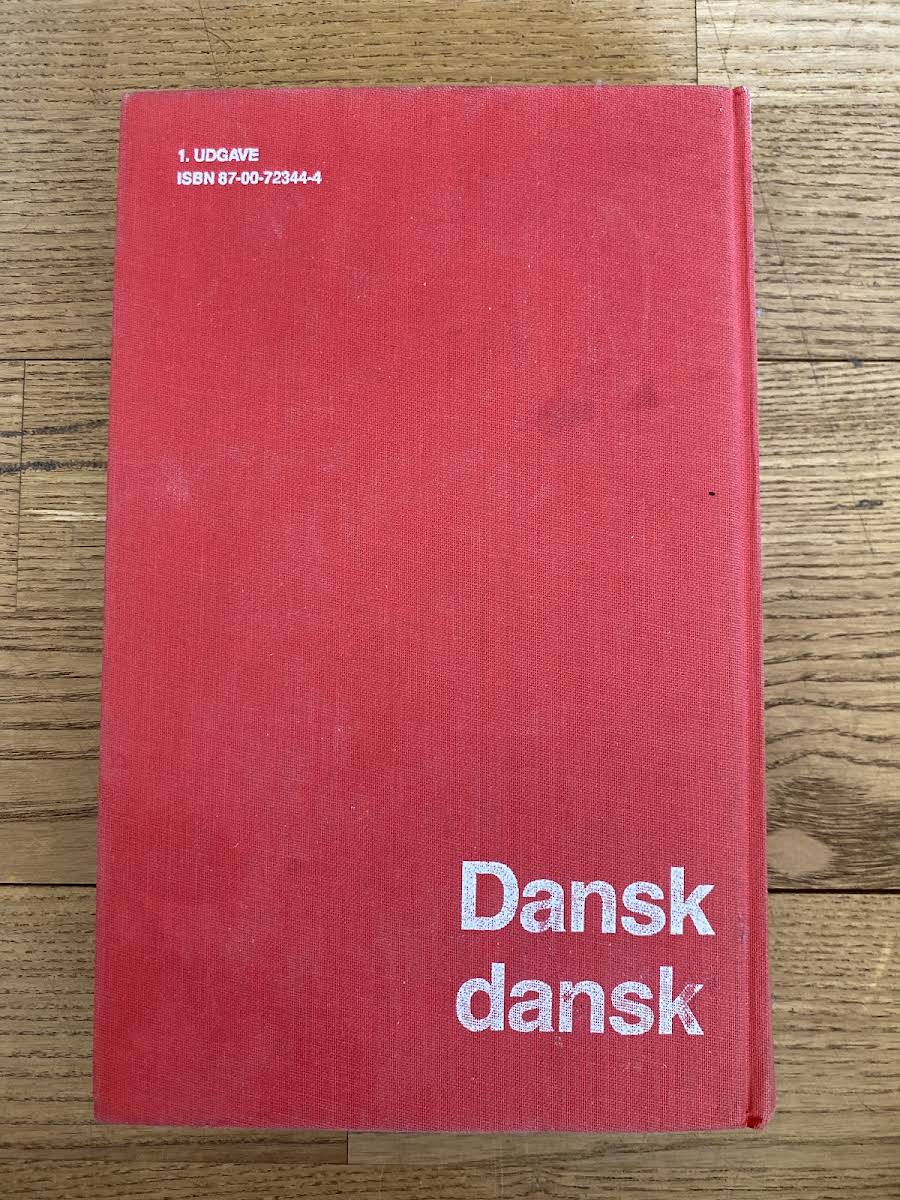 1. UDGAVE
ISBN 87-00-72344-4
Dansk
dansk